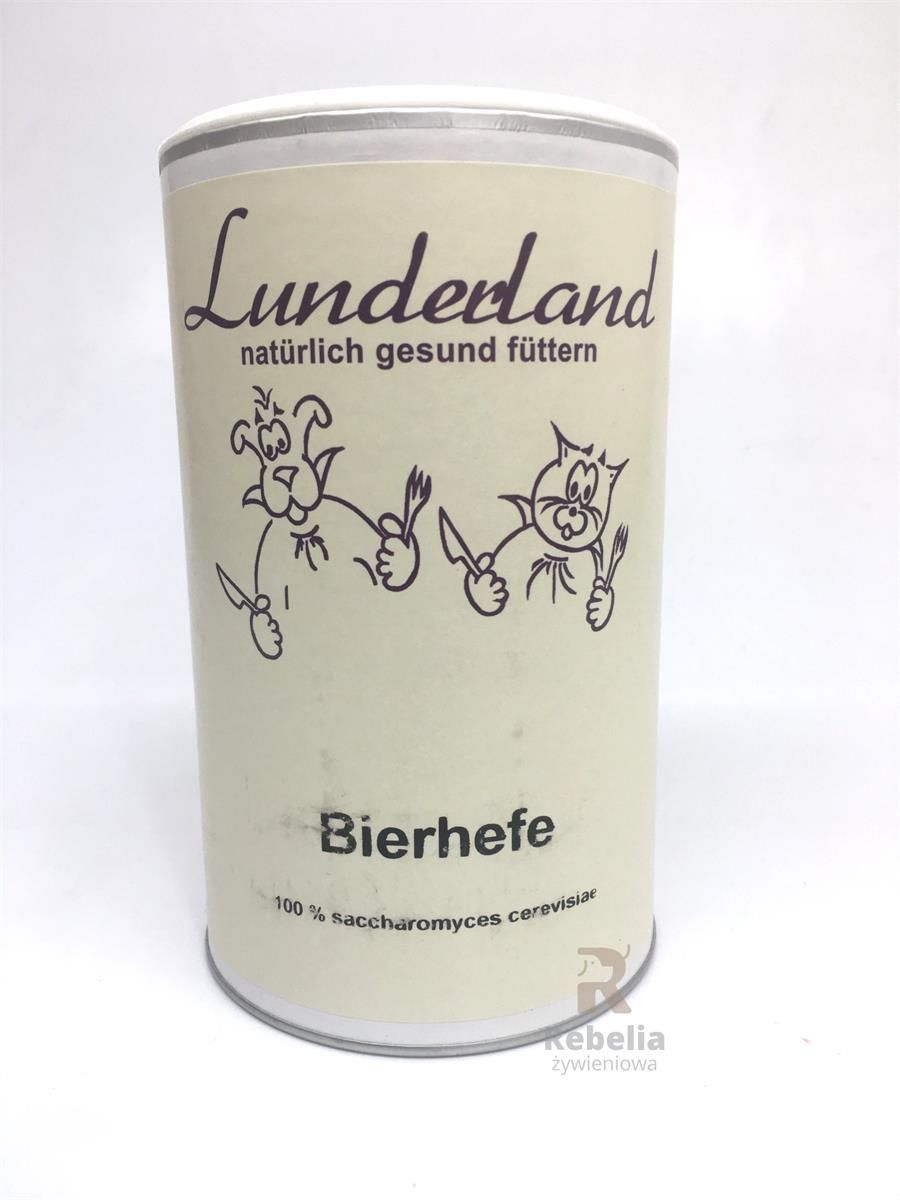 Lunderland
natürlich gesund füttern
Bierhefe
100 % saccharomyces cerevisiae
Rebelia
żywieniowa